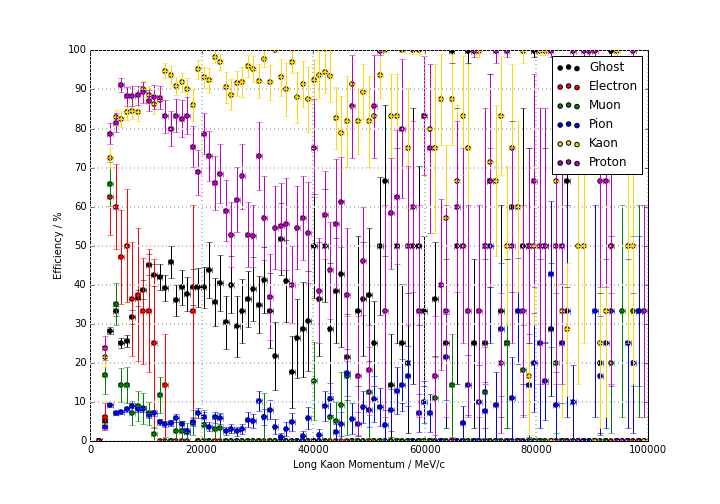 100
90
80
70
60
50
40
30
20
10
0
Efficiency / %
0
20000
40000
60000
80000
100000
Long Kaon Momentum / MeV/c
Ghost
Electron
Muon
Pion
Kaon
Proton